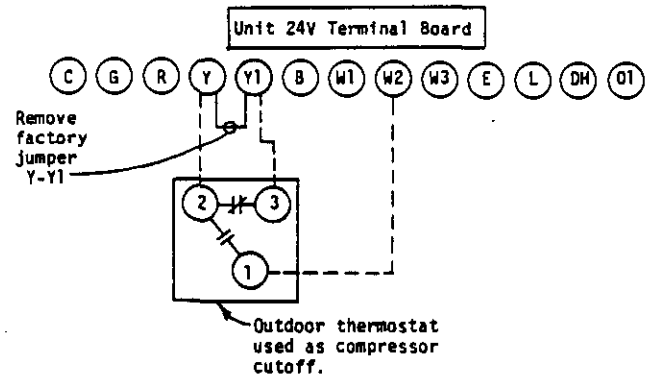 Unit 24V Terminal Board
C G R Y Y1 B W1 W2 W3 E L DH O1
Remove
factory
jumper
Y-Y1
2 3
1
Outdoor thermostat
used as compressor
cutoff.